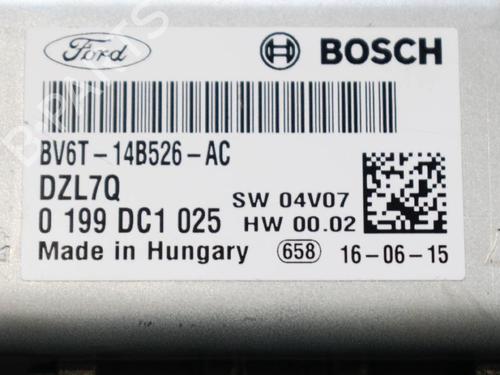 Ford
BOSCH
BV6T-14B526-AC
DZL7Q
SW 04V07
0 199 DC1 025
HW 00.02
Made in Hungary
658
16-06-15
B-PARTS